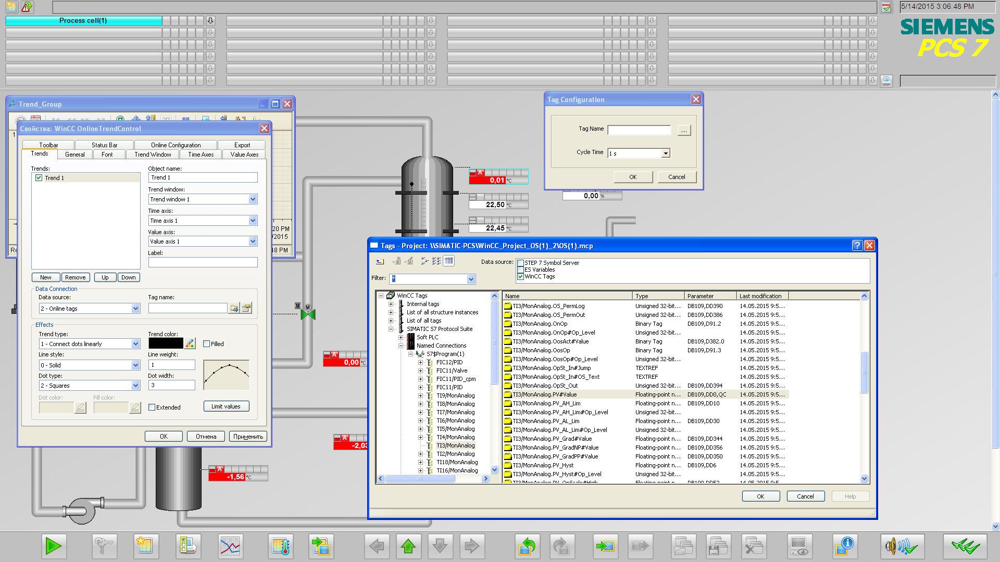 5/14/2015 3:06:48 PM
Process cell(1)
SIEMENS
PCS 7
Trend_Group
1
20 PM
/2015
Re
48 PM
Свойства: WinCC OnlineTrendControl
Toolbar
Status Bar
Online Configuration
Export
Trends
General
Font
Trend Window
Time Axes
Value Axes
Trends:
Trend 1
Object name:
Trend 1
Trend window:
Trend window 1
Time axis:
Time axis 1
Value axis:
Value axis 1
Label:
New
Remove
Up
Down
Data Connection
Data source:
2 - Online tags
Tag name:
Effects
Trend type:
1 - Connect dots linearly
Trend color:
Filled
Line style:
0 - Solid
Line weight:
1
Dot type:
2 - Squares
Dot width:
3
Dot color:
Fill color:
Extended
Limit values
OK
Отмена
Применить
A
0,01 °C
22,50 °C
22,45 °C
M
M
A
0,00 °C
A
-2,03
A
-1,56 °C
0,00 %
Tag Configuration
Tag Name
...
Cycle Time
1 s
OK
Cancel
Tags - Project: \\SIMATIC-PCS\WinCC_Project_OS(1)_2\OS(1).mcp
Data source:
STEP 7 Symbol Server
ES Variables
WinCC Tags
Filter:
*
WinCC Tags
Internal tags
List of all structure instances
List of all tags
SIMATIC S7 Protocol Suite
Soft PLC
Named Connections
S7$Program(1)
FIC12/PID
FIC11/Valve
FIC11/PID_cpm
FIC11/PID
TI9/MonAnalog
TI8/MonAnalog
TI7/MonAnalog
TI6/MonAnalog
TI5/MonAnalog
TI4/MonAnalog
TI3/MonAnalog
TI2/MonAnalog
TI18/MonAnalog
TI16/MonAnalog
Name Type Parameter Last modification
TI3/MonAnalog.OS_PermLog Unsigned 32-bit... DB109,DD390 14.05.2015 9:5...
TI3/MonAnalog.OS_PermOut Unsigned 32-bit... DB109,DD386 14.05.2015 9:5...
TI3/MonAnalog.OnOp Binary Tag DB109,D91.2 14.05.2015 9:5...
TI3/MonAnalog.OnOp#Op_Level Unsigned 32-bit... 14.05.2015 9:5...
TI3/MonAnalog.OosAct#Value Binary Tag DB109,D382.0 14.05.2015 9:5...
TI3/MonAnalog.OosOp Binary Tag DB109,D91.3 14.05.2015 9:5...
TI3/MonAnalog.OosOp#Op_Level Unsigned 32-bit... 14.05.2015 9:5...
TI3/MonAnalog.OpSt_In#Jump TEXTREF 14.05.2015 9:5...
TI3/MonAnalog.OpSt_In#OS_Text TEXTREF 14.05.2015 9:5...
TI3/MonAnalog.OpSt_Out Unsigned 32-bit... DB109,DD394 14.05.2015 9:5...
TI3/MonAnalog.PV#Value Floating-point n... DB109,DD0,QC 14.05.2015 9:5...
TI3/MonAnalog.PV_AH_Lim Floating-point n... DB109,DD10 14.05.2015 9:5...
TI3/MonAnalog.PV_AH_Lim#Op_Level Unsigned 32-bit... 14.05.2015 9:5...
TI3/MonAnalog.PV_AL_Lim Floating-point n... DB109,DD30 14.05.2015 9:5...
TI3/MonAnalog.PV_AL_Lim#Op_Level Unsigned 32-bit... 14.05.2015 9:5...
TI3/MonAnalog.PV_Grad#Value Floating-point n... DB109,DD344 14.05.2015 9:5...
TI3/MonAnalog.PV_GradNP#Value Floating-point n... DB109,DD356 14.05.2015 9:5...
TI3/MonAnalog.PV_GradPP#Value Floating-point n... DB109,DD350 14.05.2015 9:5...
TI3/MonAnalog.PV_Hyst Floating-point n... DB109,DD6 14.05.2015 9:5...
TI3/MonAnalog.PV_Hyst#Op_Level Unsigned 32-bit... 14.05.2015 9:5...
TI3/MonAnalog.PV_OpScale#High Floating-point n... DB109,DD52 14.05.2015 9:5...
OK
Cancel
Help